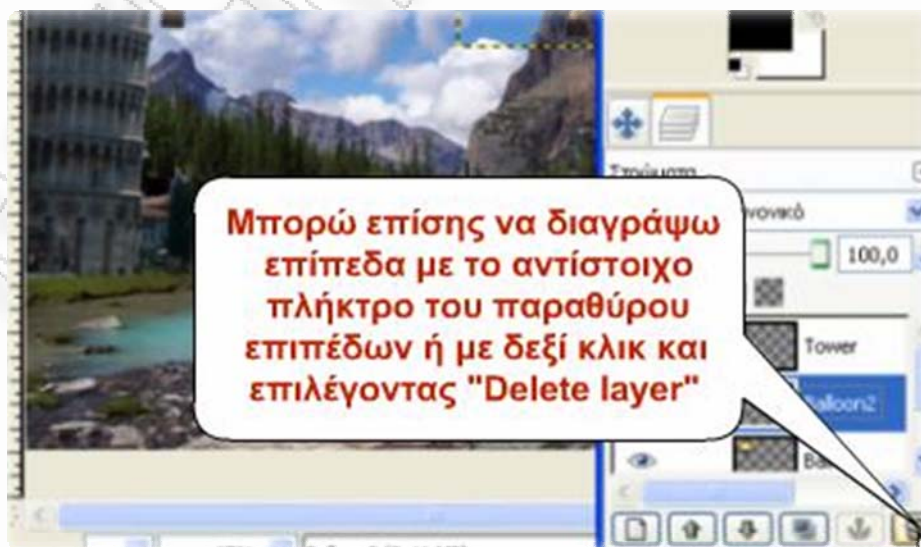 Μπορώ επίσης να διαγράψω
επίπεδα με το αντίστοιχο
πλήκτρο του παραθύρου
επιπέδων ή με δεξί κλικ και
επιλέγοντας "Delete layer"
100,0
Tower
Balloon2